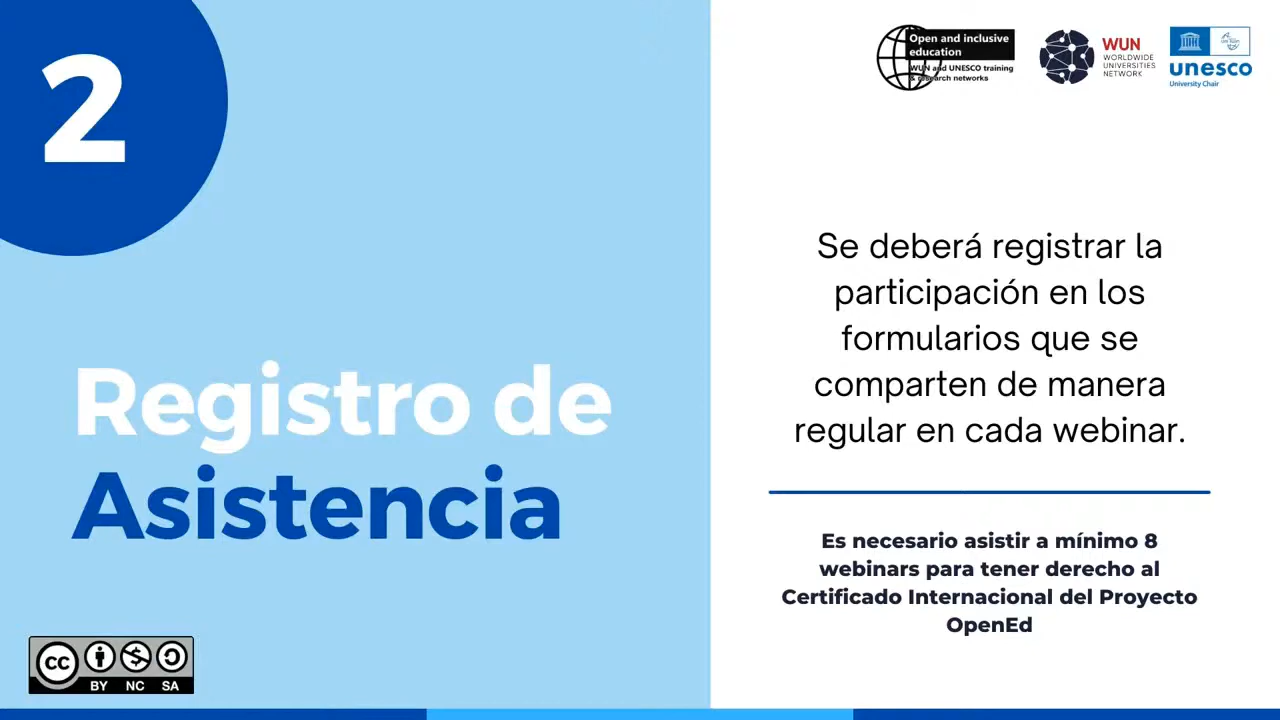 2
Open and inclusive
education
WUN and UNESCO training
& research networks
WUN
WORLDWIDE
UNIVERSITIES
NETWORK
unesco
University Chair
Registro de
Asistencia
Se deberá registrar la
participación en los
formularios que se
comparten de manera
regular en cada webinar.
Es necesario asistir a mínimo 8
webinars para tener derecho al
Certificado Internacional del Proyecto
OpenEd
cc
BY NC SA